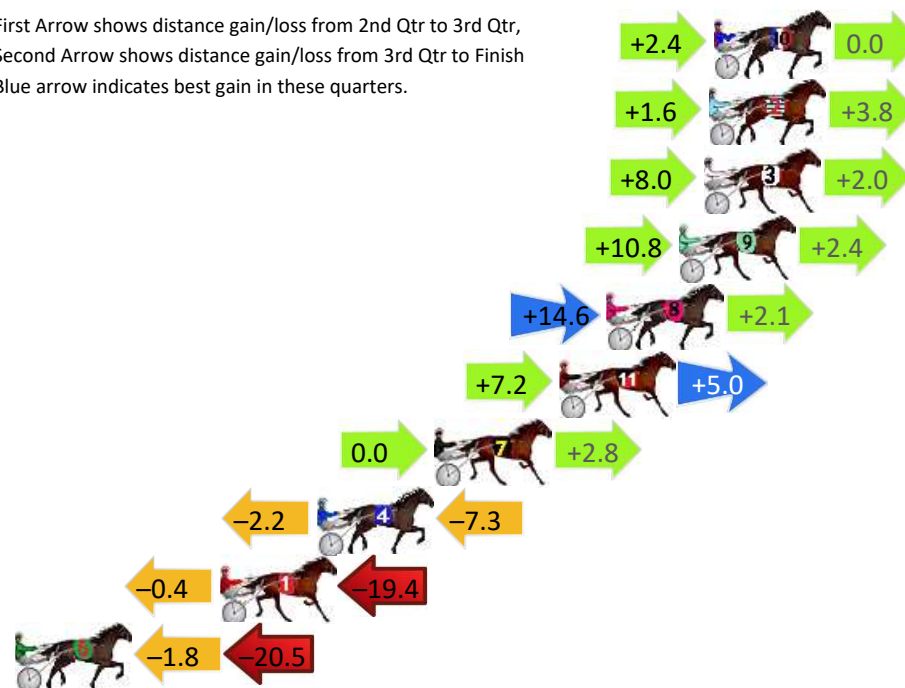 First Arrow shows distance gain/loss from 2nd Qtr to 3rd Qtr,
Second Arrow shows distance gain/loss from 3rd Qtr to Finish
Blue arrow indicates best gain in these quarters.
+2.4 10 0.0
+1.6 2 +3.8
+8.0 3 +2.0
+10.8 9 +2.4
+14.6 8 +2.1
+7.2 11 +5.0
0.0 7 +2.8
–2.2 4 –7.3
–0.4 1 –19.4
–1.8 –20.5